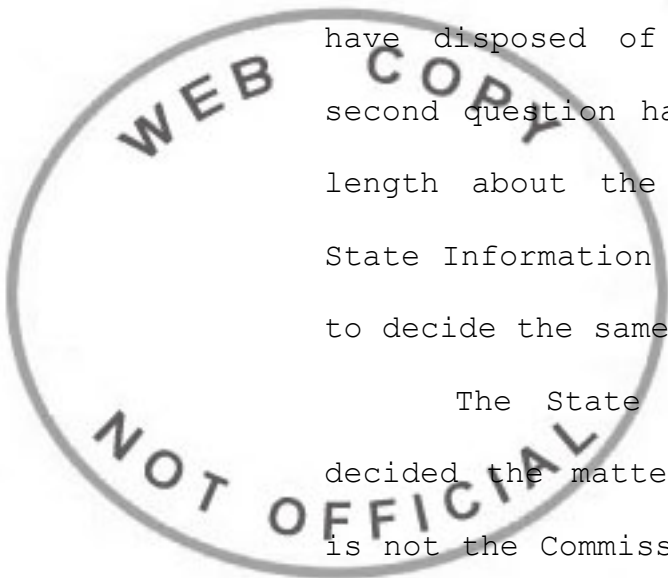 have disposed of
WEB COPY
second question ha
length about the
State Information
to decide the same
The State
decided the matte
NOT OFFICIAL
is not the Commiss